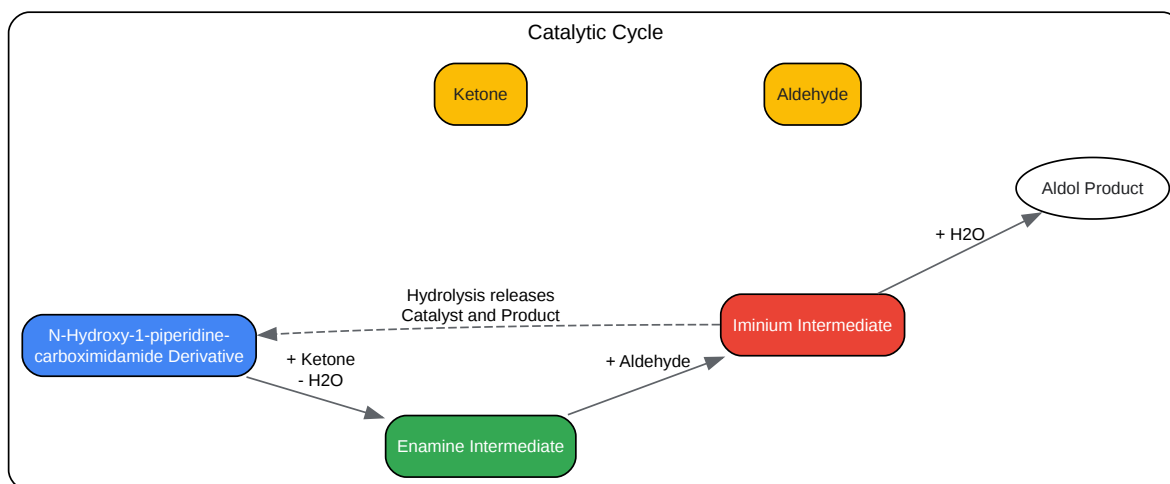 Catalytic Cycle
Ketone
Aldehyde
Aldol Product
+ H2O
Hydrolysis releases
Catalyst and Product
Iminium Intermediate
N-Hydroxy-1-piperidine-
carboximidamide Derivative
+ Ketone
- H2O
+ Aldehyde
Enamine Intermediate